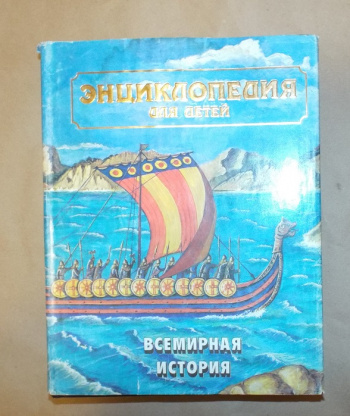 ЭНЦИКЛОПЕДИЯ
ДЛЯ ДЕТЕЙ
ВСЕМИРНАЯ
ИСТОРИЯ